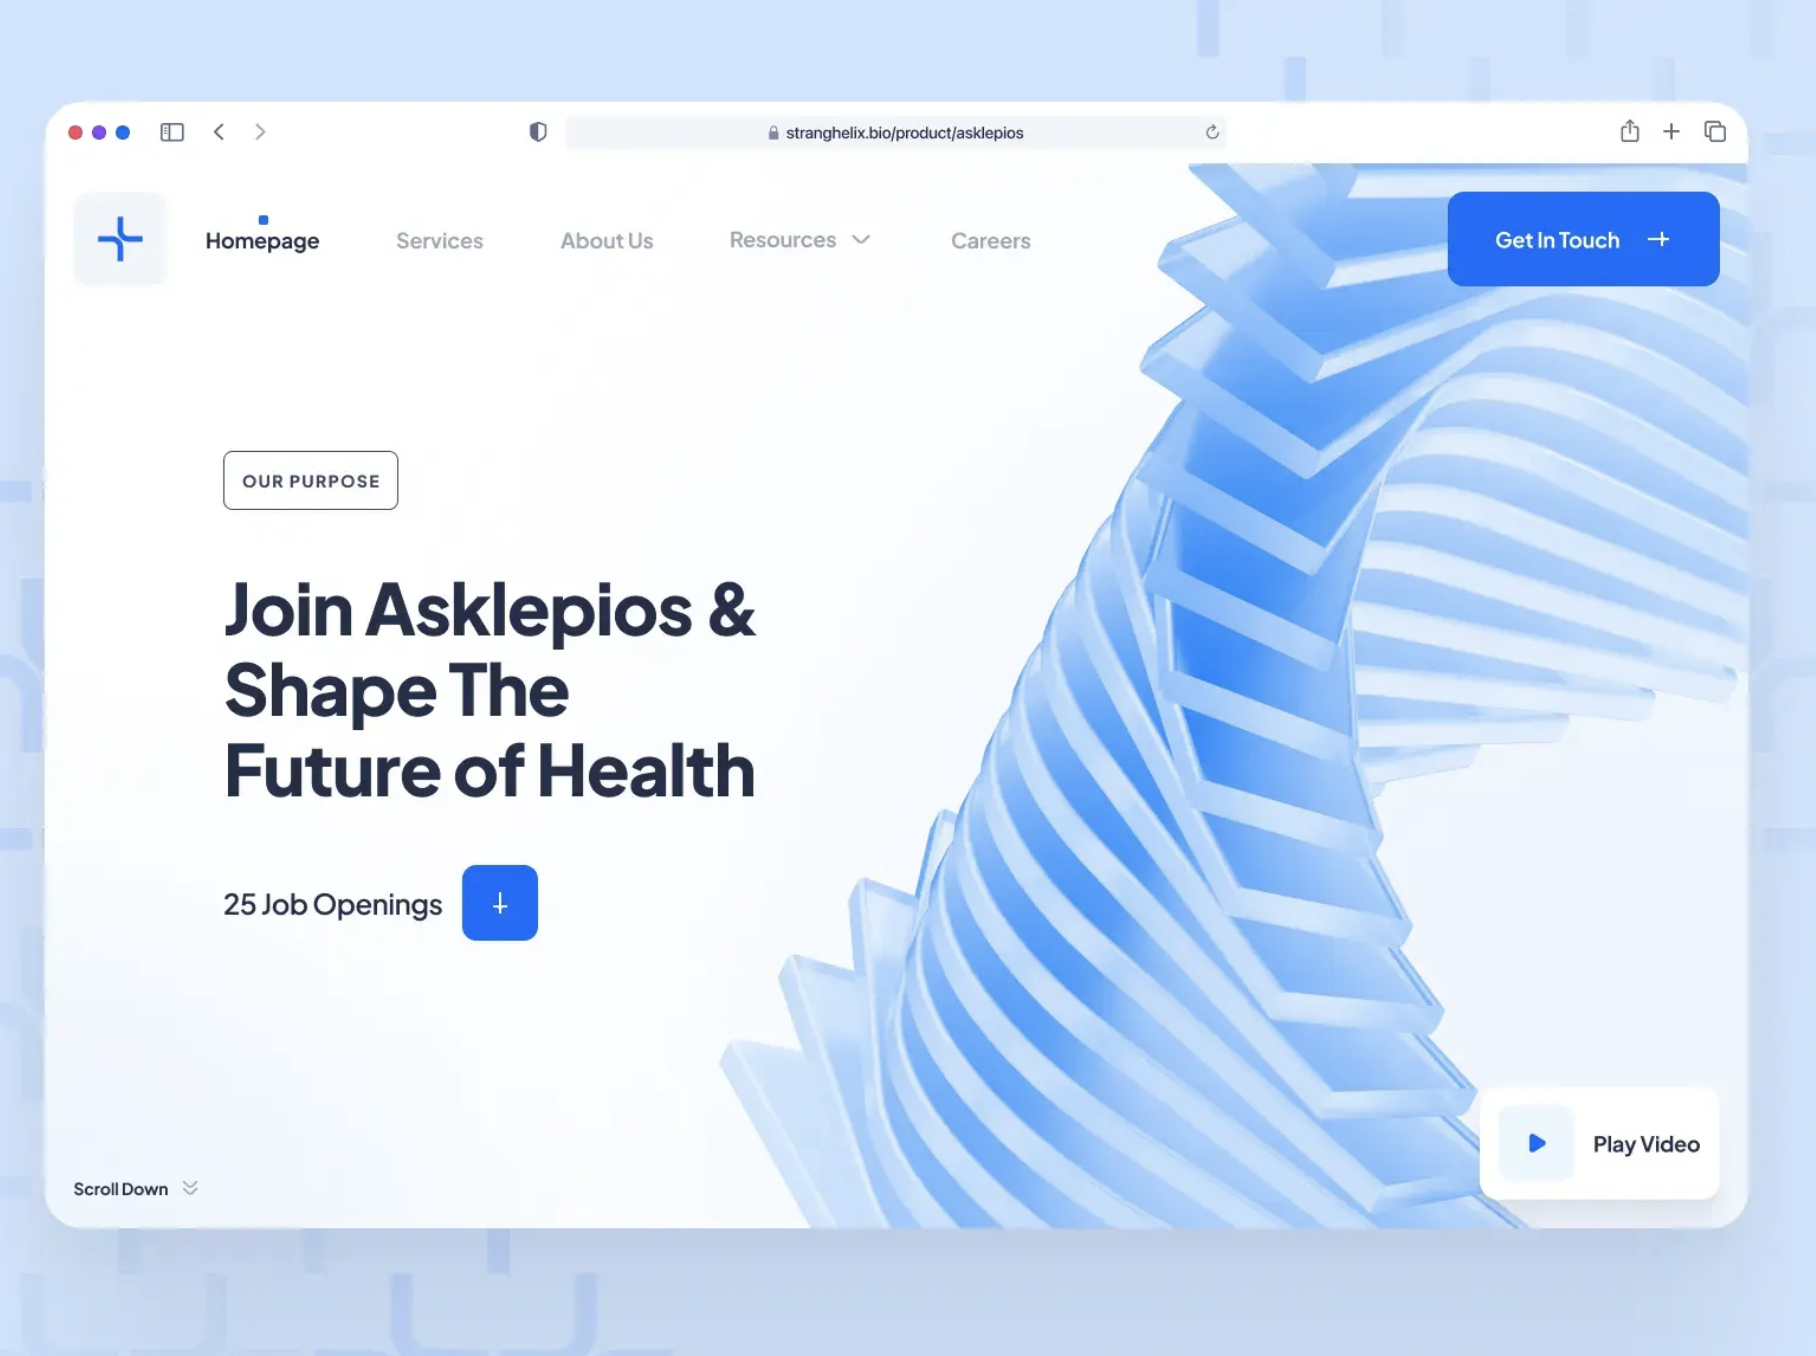 stranghelix.bio/product/asklepios
Homepage
Services
About Us
Resources
Careers
Get In Touch
OUR PURPOSE
Join Asklepios &
Shape The
Future of Health
25 Job Openings
Play Video
Scroll Down